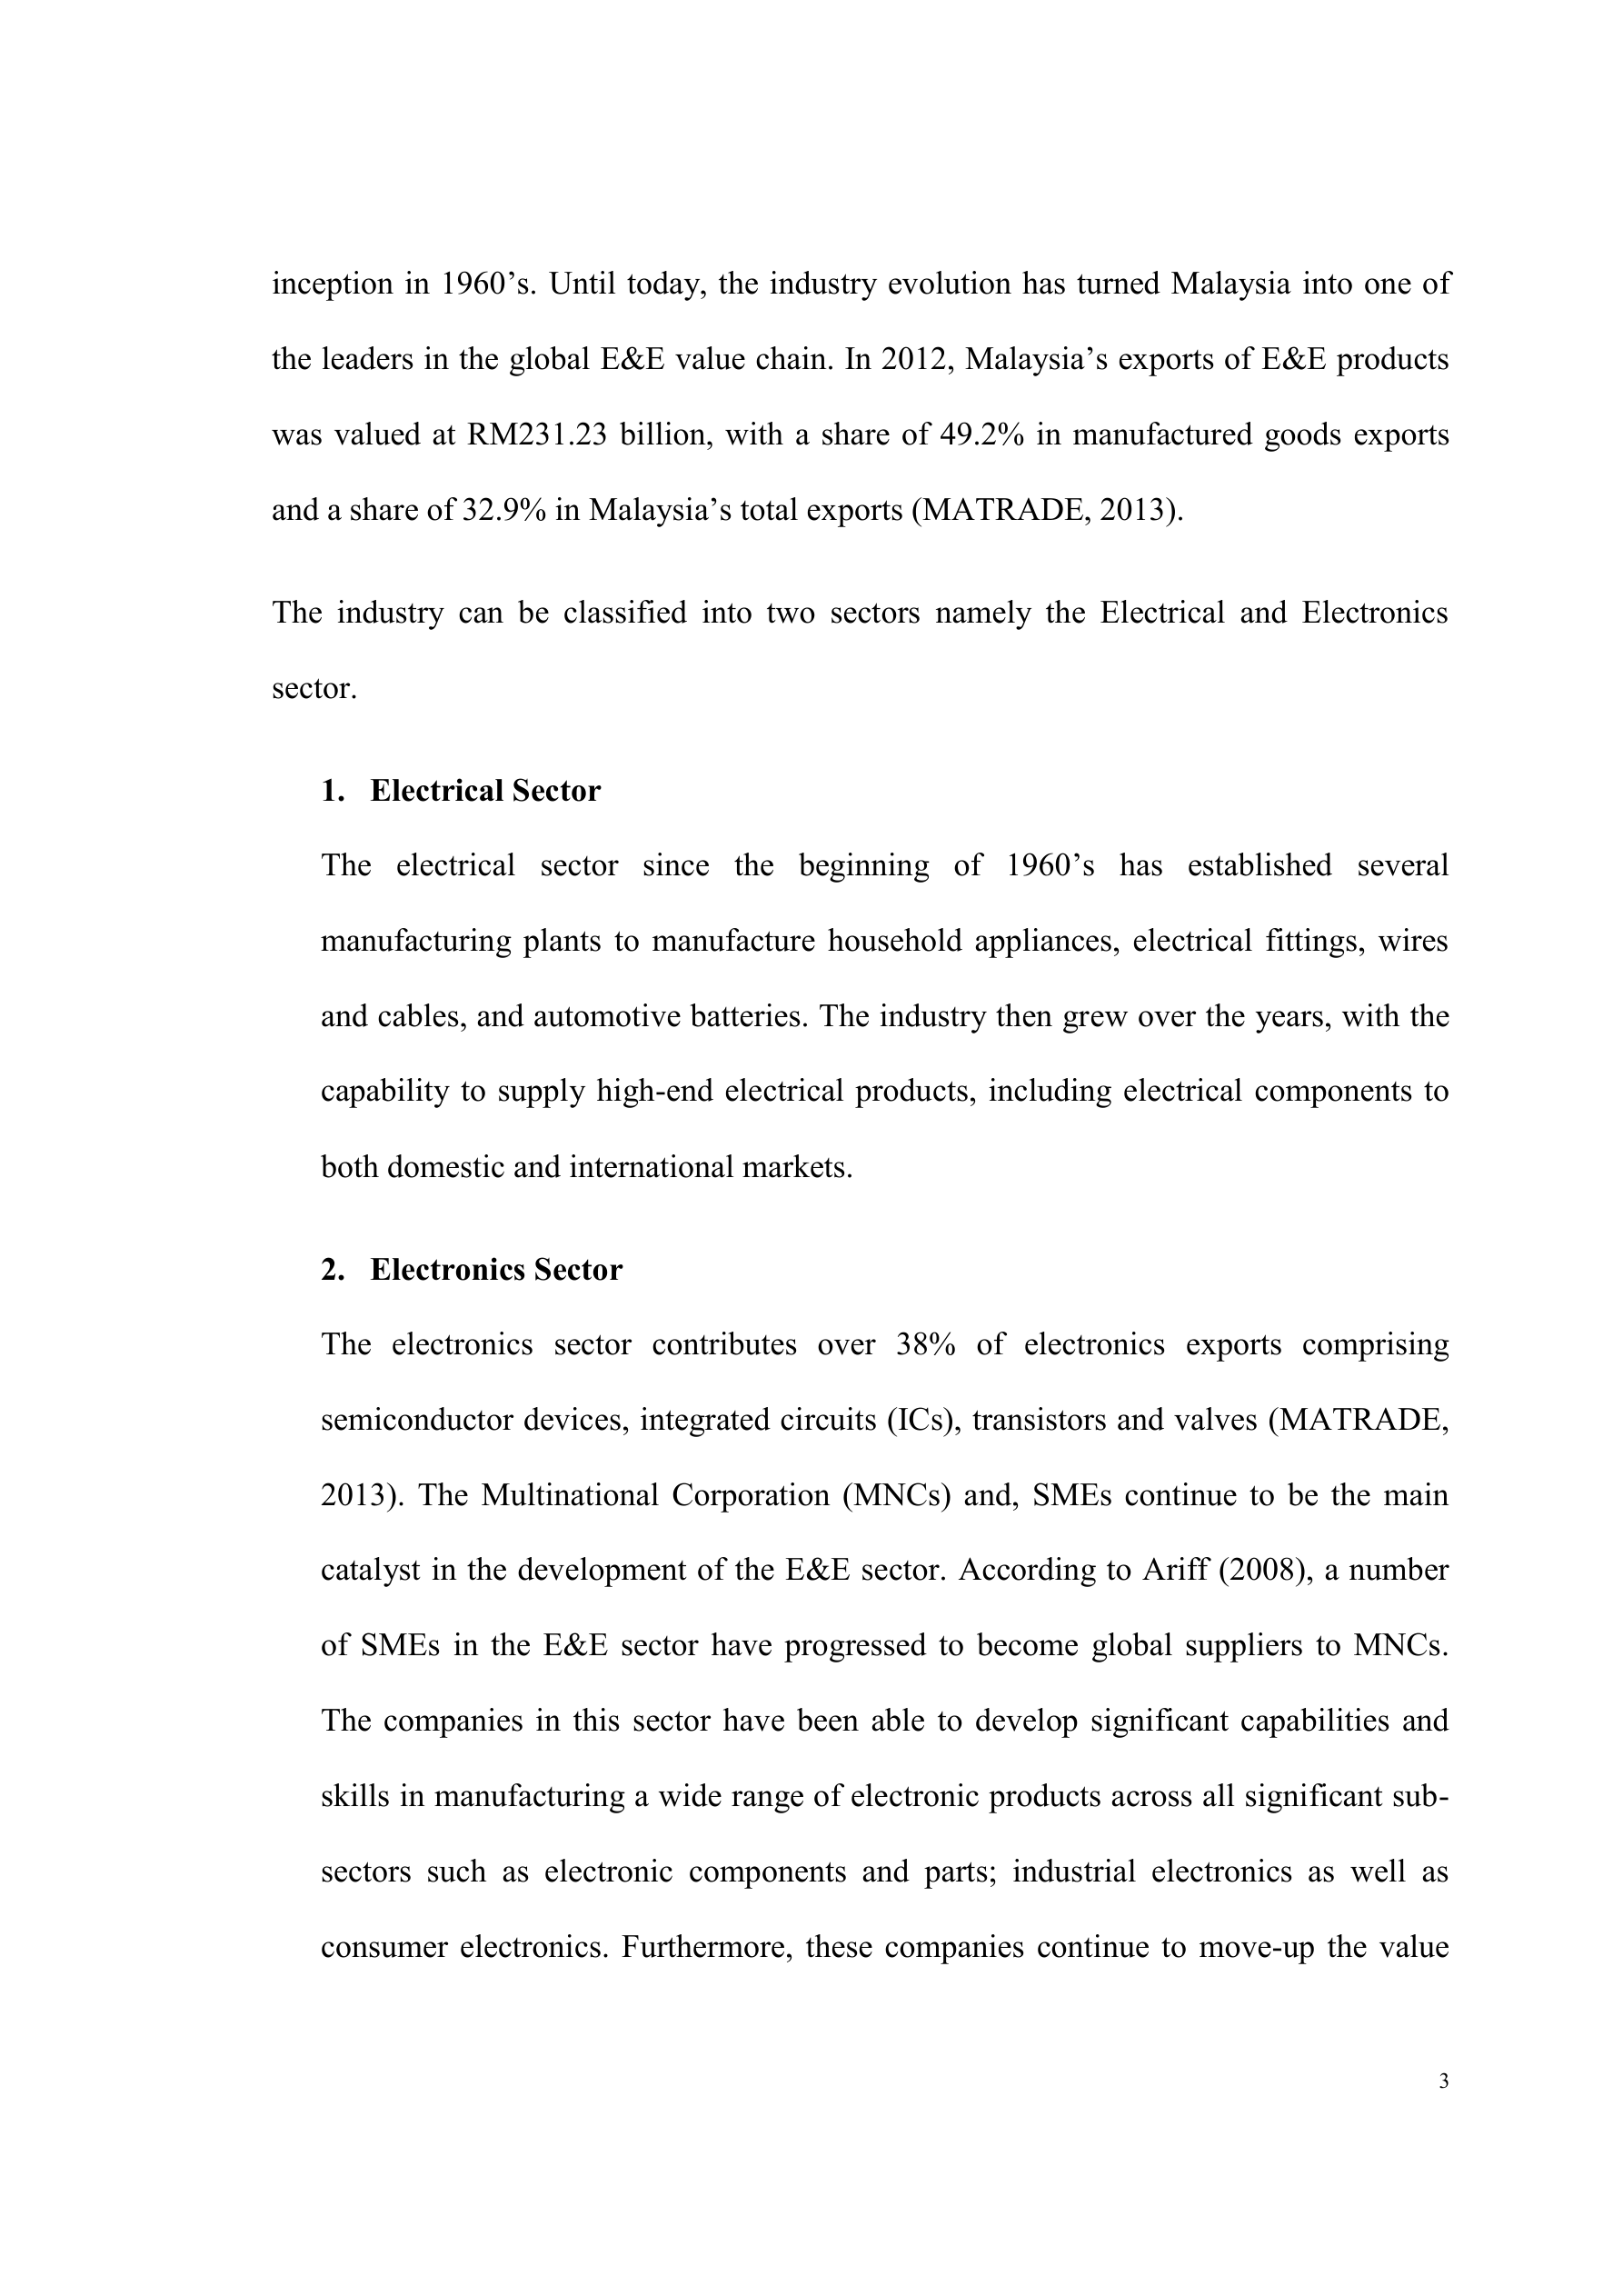 inception in 1960’s. Until today, the industry evolution has turned Malaysia into one of
the leaders in the global E&E value chain. In 2012, Malaysia’s exports of E&E products
was valued at RM231.23 billion, with a share of 49.2% in manufactured goods exports
and a share of 32.9% in Malaysia’s total exports (MATRADE, 2013).
The industry can be classified into two sectors namely the Electrical and Electronics
sector.
1. Electrical Sector
The electrical sector since the beginning of 1960’s has established several
manufacturing plants to manufacture household appliances, electrical fittings, wires
and cables, and automotive batteries. The industry then grew over the years, with the
capability to supply high-end electrical products, including electrical components to
both domestic and international markets.
2. Electronics Sector
The electronics sector contributes over 38% of electronics exports comprising
semiconductor devices, integrated circuits (ICs), transistors and valves (MATRADE,
2013). The Multinational Corporation (MNCs) and, SMEs continue to be the main
catalyst in the development of the E&E sector. According to Ariff (2008), a number
of SMEs in the E&E sector have progressed to become global suppliers to MNCs.
The companies in this sector have been able to develop significant capabilities and
skills in manufacturing a wide range of electronic products across all significant sub-
sectors such as electronic components and parts; industrial electronics as well as
consumer electronics. Furthermore, these companies continue to move-up the value
3